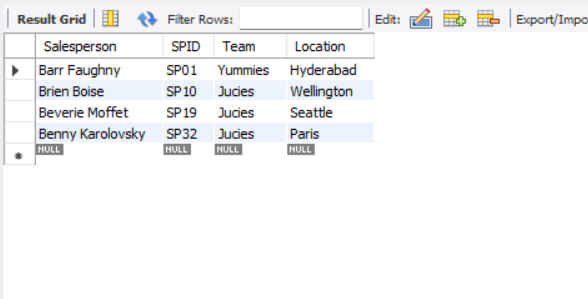 Result Grid Filter Rows: Edit: Export/Impo
Salesperson SPID Team Location
Barr Faughny SP01 Yummies Hyderabad
Brien Boise SP10 Jucies Wellington
Beverie Moffet SP19 Jucies Seattle
Benny Karolovsky SP32 Jucies Paris
NULL NULL NULL NULL